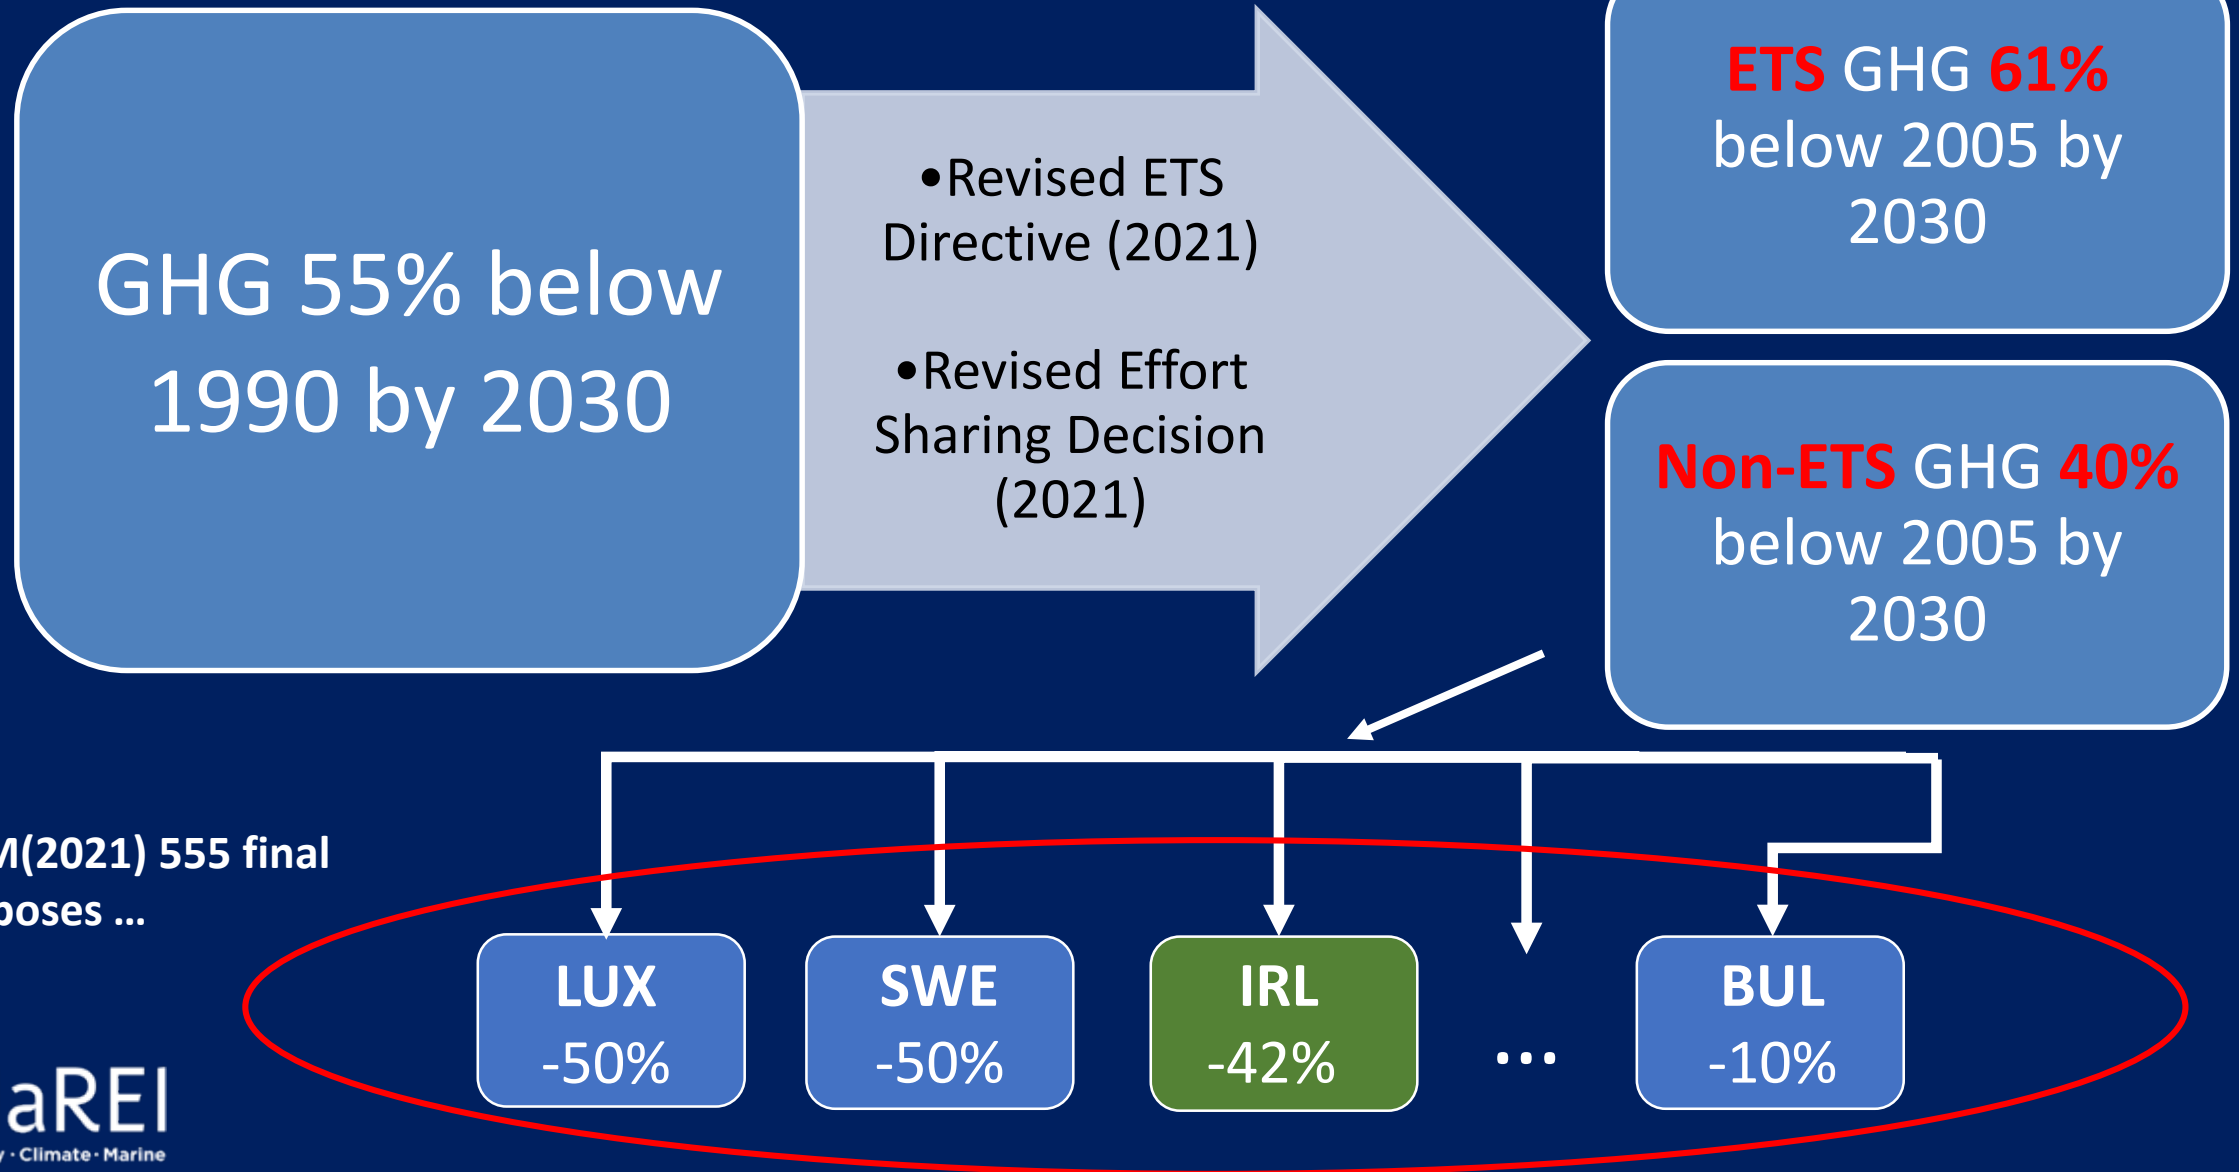 GHG 55% below
1990 by 2030
•Revised ETS
Directive (2021)
•Revised Effort
Sharing Decision
(2021)
ETS GHG 61%
below 2005 by
2030
Non-ETS GHG 40%
below 2005 by
2030
M(2021) 555 final
poses ...
LUX
-50%
SWE
-50%
IRL
-42%
...
BUL
-10%
aREI
y · Climate · Marine